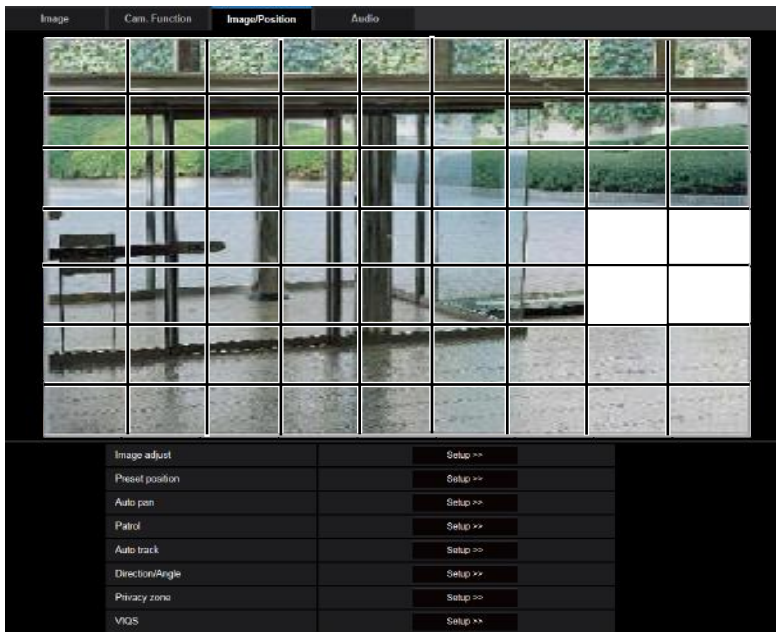 Image Cam. Function Image/Position Audio
Image adjust Setup >>
Preset position Setup >>
Auto pan Setup >>
Patrol Setup >>
Auto track Setup >>
Direction/Angle Setup >>
Privacy zone Setup >>
VIQS Setup >>